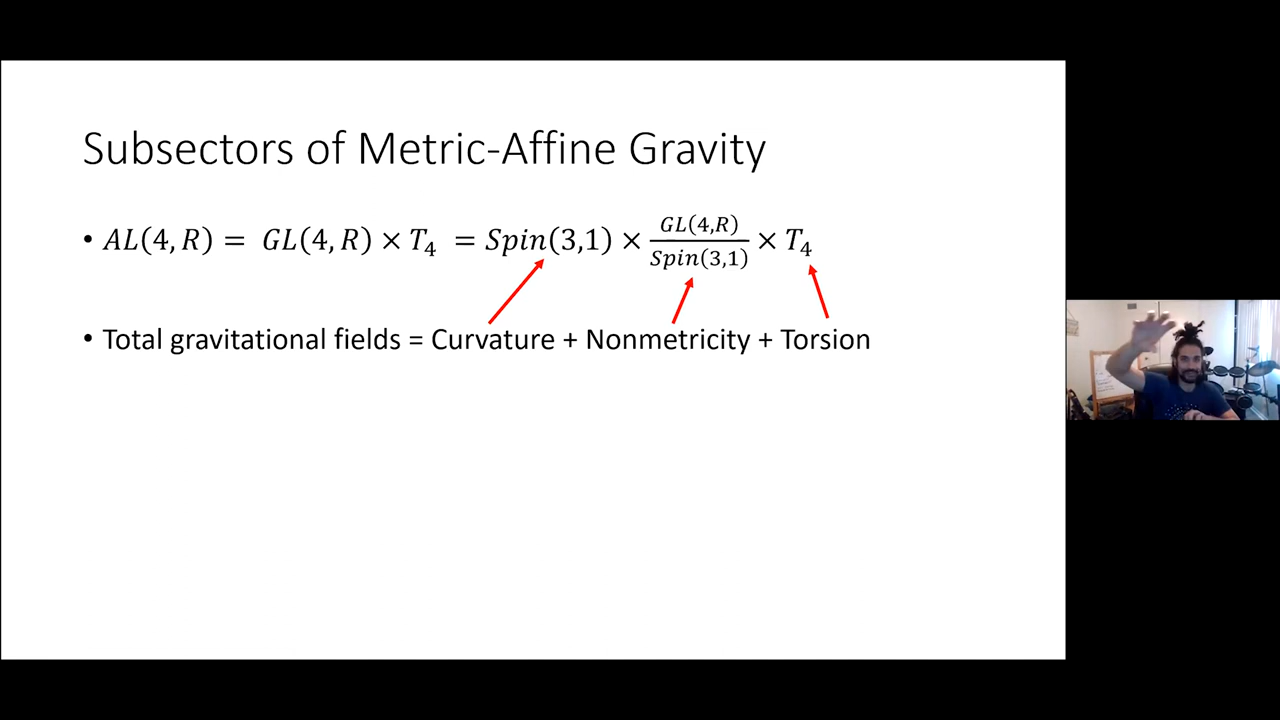 Subsectors of Metric-Affine Gravity
• AL(4, R) = GL(4, R) × T₄ = Spin(3,1) × GL(4,R)/Spin(3,1) × T₄
• Total gravitational fields = Curvature + Nonmetricity + Torsion